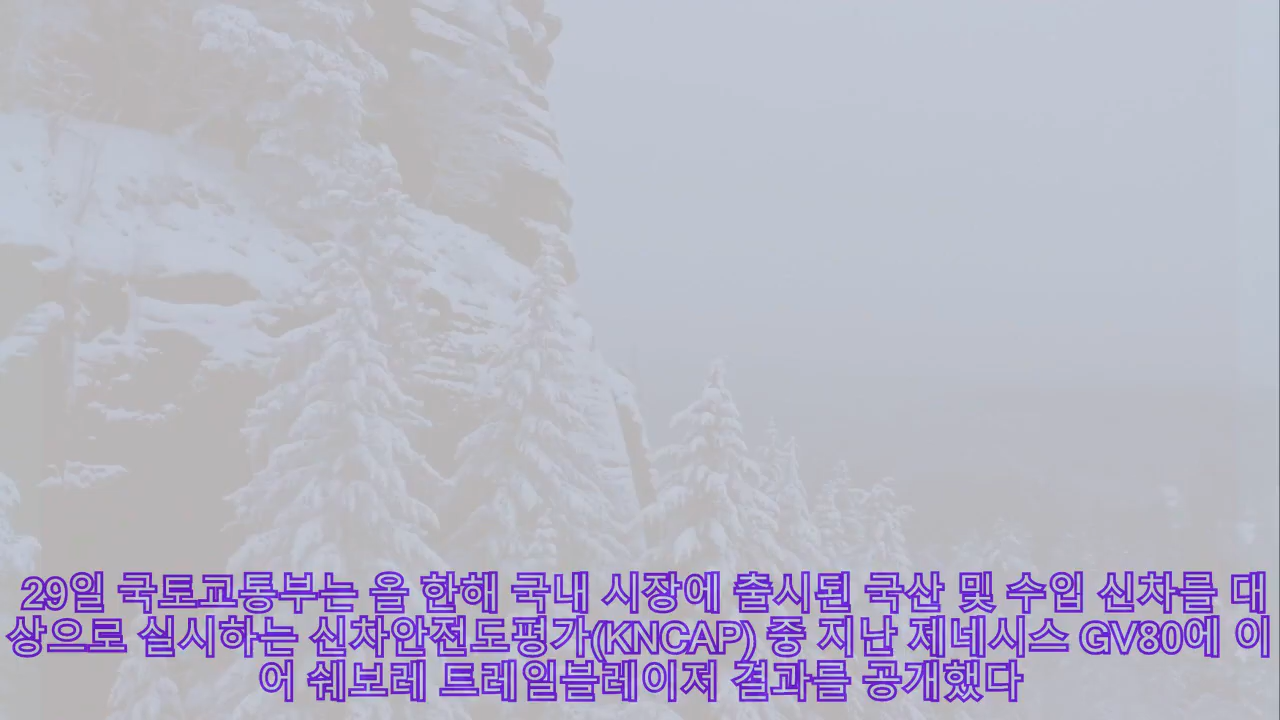 29일 국토교통부는 올 한해 국내 시장에 출시된 국산 및 수입 신차를 대
상으로 실시하는 신차안전도평가(KNCAP) 중 지난 제네시스 GV80에 이
어 쉐보레 트레일블레이저 결과를 공개했다